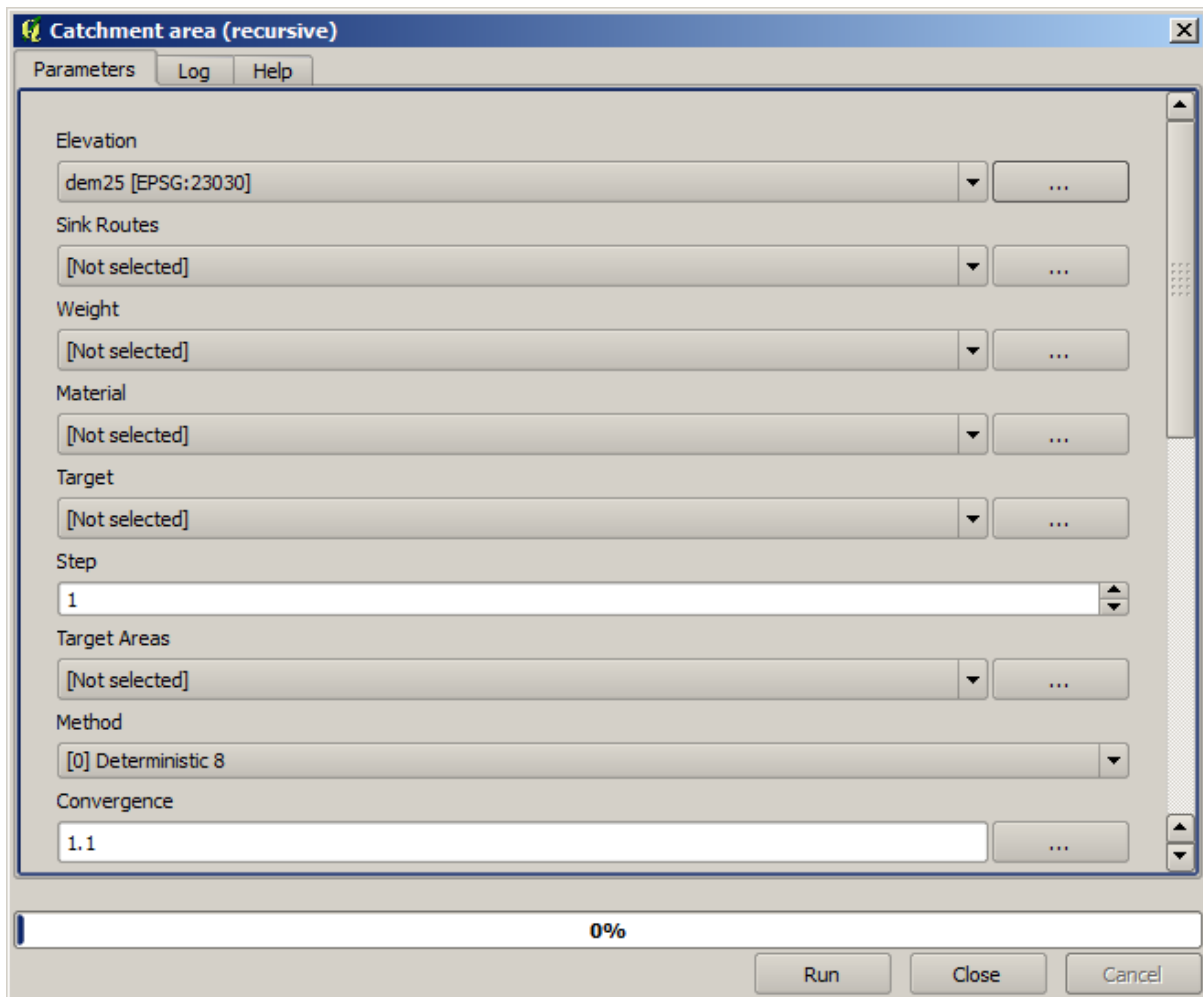 Catchment area (recursive)
Parameters Log Help
Elevation
dem25 [EPSG:23030] ...
Sink Routes
[Not selected] ...
Weight
[Not selected] ...
Material
[Not selected] ...
Target
[Not selected] ...
Step
1
Target Areas
[Not selected] ...
Method
[0] Deterministic 8
Convergence
1.1 ...
0%
Run Close Cancel